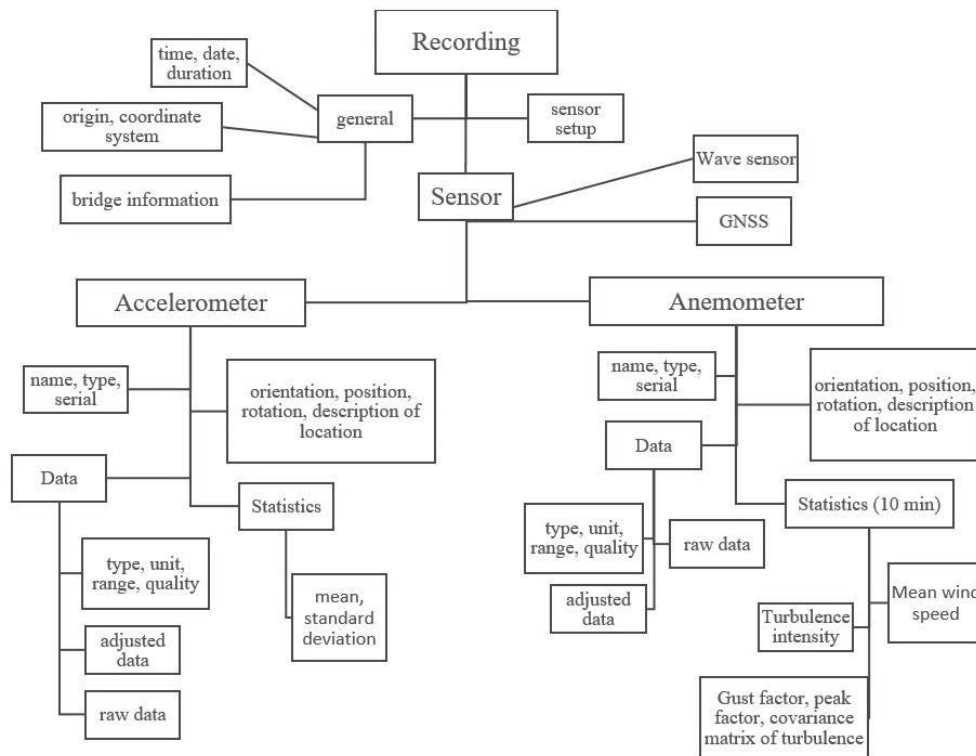 Recording
time, date,
duration
general
sensor
setup
origin, coordinate
system
bridge information
Wave sensor
Sensor
GNSS
Accelerometer
Anemometer
name, type,
serial
orientation, position,
rotation, description of
location
name, type,
serial
orientation, position,
rotation, description
of location
Data
Statistics
Data
Statistics (10 min)
type, unit,
range, quality
mean,
standard
deviation
adjusted
data
raw data
type, unit,
range, quality
raw data
adjusted
data
Mean wind
speed
Turbulence
intensity
Gust factor, peak
factor, covariance
matrix of turbulence